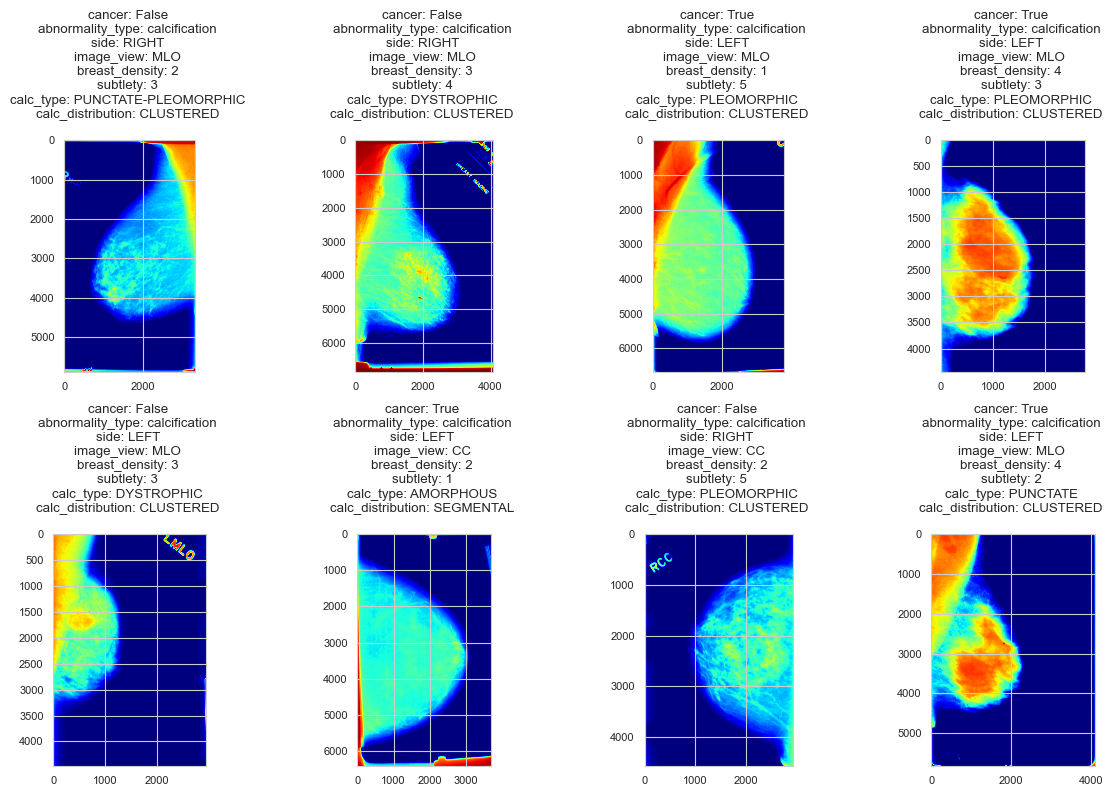 cancer: False
abnormality_type: calcification
side: RIGHT
image_view: MLO
breast_density: 2
subtlety: 3
calc_type: PUNCTATE-PLEOMORPHIC
calc_distribution: CLUSTERED
0
1000
2000
3000
4000
5000
0
2000
cancer: False
abnormality_type: calcification
side: RIGHT
image_view: MLO
breast_density: 3
subtlety: 4
calc_type: DYSTROPHIC
calc_distribution: CLUSTERED
0
1000
2000
3000
4000
5000
6000
0
2000
4000
cancer: True
abnormality_type: calcification
side: LEFT
image_view: MLO
breast_density: 1
subtlety: 5
calc_type: PLEOMORPHIC
calc_distribution: CLUSTERED
0
1000
2000
3000
4000
5000
6000
0
2000
cancer: True
abnormality_type: calcification
side: LEFT
image_view: MLO
breast_density: 4
subtlety: 3
calc_type: PLEOMORPHIC
calc_distribution: CLUSTERED
0
500
1000
1500
2000
2500
3000
3500
4000
0
1000
2000
cancer: False
abnormality_type: calcification
side: LEFT
image_view: MLO
breast_density: 3
subtlety: 3
calc_type: DYSTROPHIC
calc_distribution: CLUSTERED
LMLO
0
500
1000
1500
2000
2500
3000
3500
4000
0
2000
cancer: True
abnormality_type: calcification
side: LEFT
image_view: CC
breast_density: 2
subtlety: 1
calc_type: AMORPHOUS
calc_distribution: SEGMENTAL
0
1000
2000
3000
4000
5000
6000
0
1000
2000
3000
cancer: False
abnormality_type: calcification
side: RIGHT
image_view: CC
breast_density: 2
subtlety: 5
calc_type: PLEOMORPHIC
calc_distribution: CLUSTERED
RCC
0
1000
2000
3000
4000
0
2000
cancer: True
abnormality_type: calcification
side: LEFT
image_view: MLO
breast_density: 4
subtlety: 2
calc_type: PUNCTATE
calc_distribution: CLUSTERED
0
1000
2000
3000
4000
5000
0
2000
4000